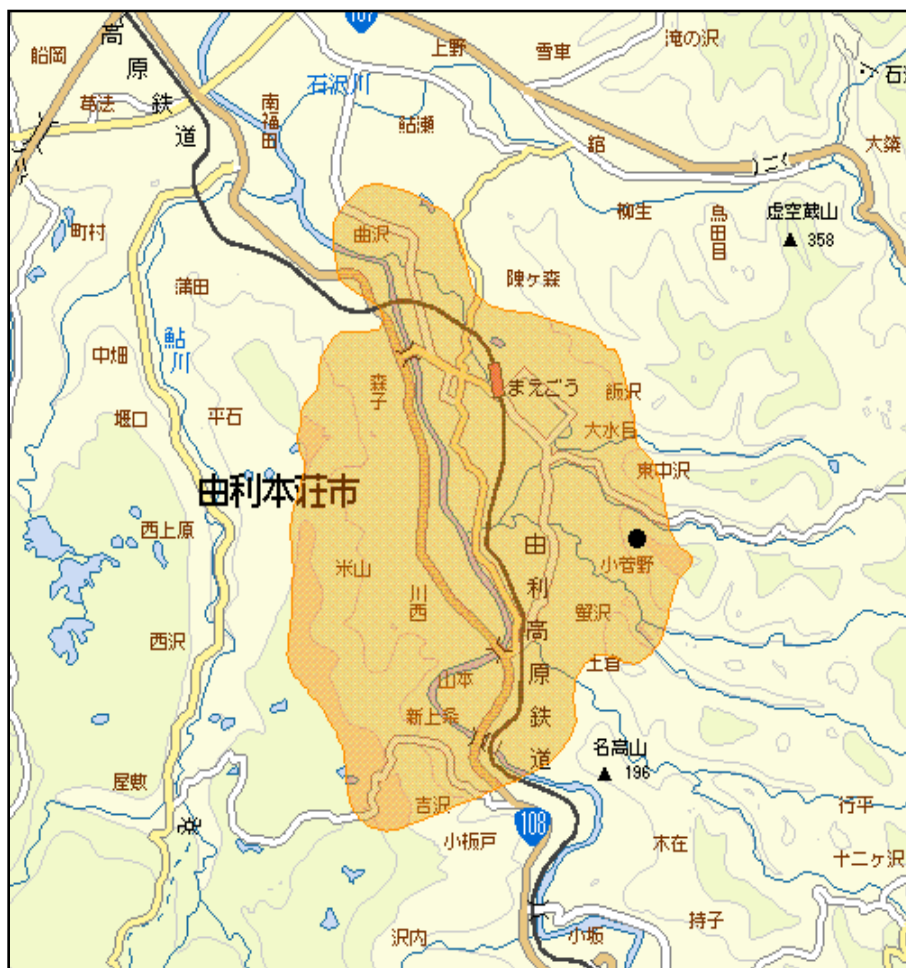 107
船岡
高原鉄道
上野
雪車
滝の沢
石沢川
南福田
鮎瀬
舘
大簗
柳生
鳥田目
虚空蔵山
▲ 358
町村
曲沢
陳ヶ森
蒲田
鮎川
中畑
森子
まえごう
飯沢
堰口
平石
大水目
東中沢
由利本荘市
西上原
小菅野
米山
川西
由利高原鉄道
蟹沢
西沢
土倉
山本
新上条
名高山
▲ 196
屋敷
吉沢
108
小板戸
行平
木在
十二ヶ沢
持子
沢内
小坂